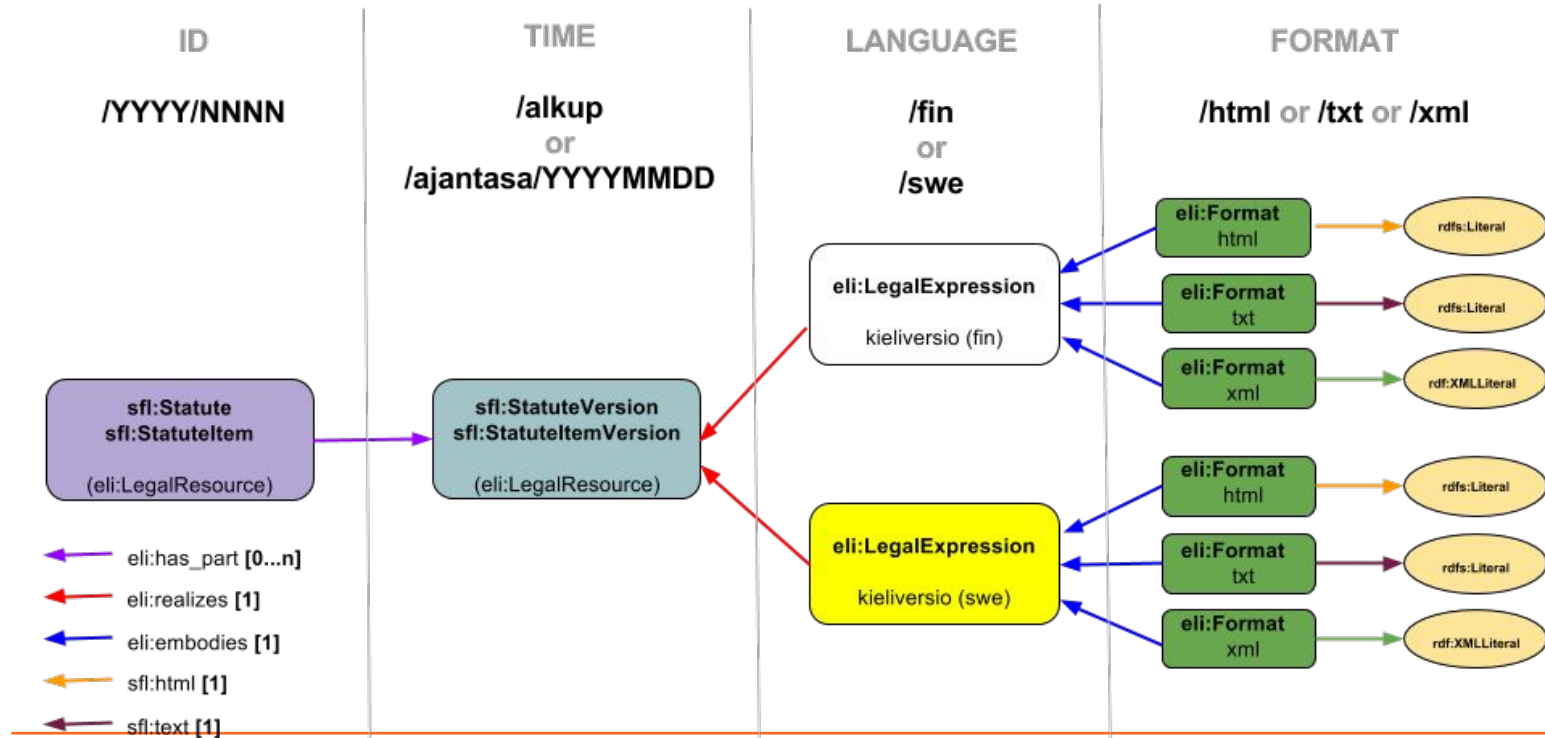 ID
/YYYY/NNNN
TIME
/alkup
or
/ajantasa/YYYYMMDD
LANGUAGE
/fin
or
/swe
FORMAT
/html or /txt or /xml
sfl:Statute
sfl:StatuteItem
(eli:LegalResource)
sfl:StatuteVersion
sfl:StatuteItemVersion
(eli:LegalResource)
eli:LegalExpression
kieliversio (fin)
eli:LegalExpression
kieliversio (swe)
eli:Format
html
rdfs:Literal
eli:Format
txt
rdfs:Literal
eli:Format
xml
rdf:XMLLiteral
eli:Format
html
rdfs:Literal
eli:Format
txt
rdfs:Literal
eli:Format
xml
rdf:XMLLiteral
eli:has_part [0...n]
eli:realizes [1]
eli:embodies [1]
sfl:html [1]
sfl:text [1]